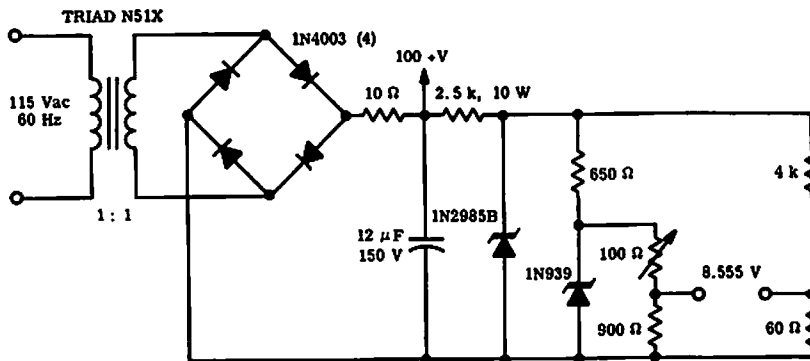 TRIAD N51X
1N4003 (4)
115 Vac
60 Hz
1 : 1
10 Ω
100 +V
2.5 k, 10 W
12 μF
150 V
1N2985B
650 Ω
1N939
100 Ω
900 Ω
8.555 V
4 k
60 Ω